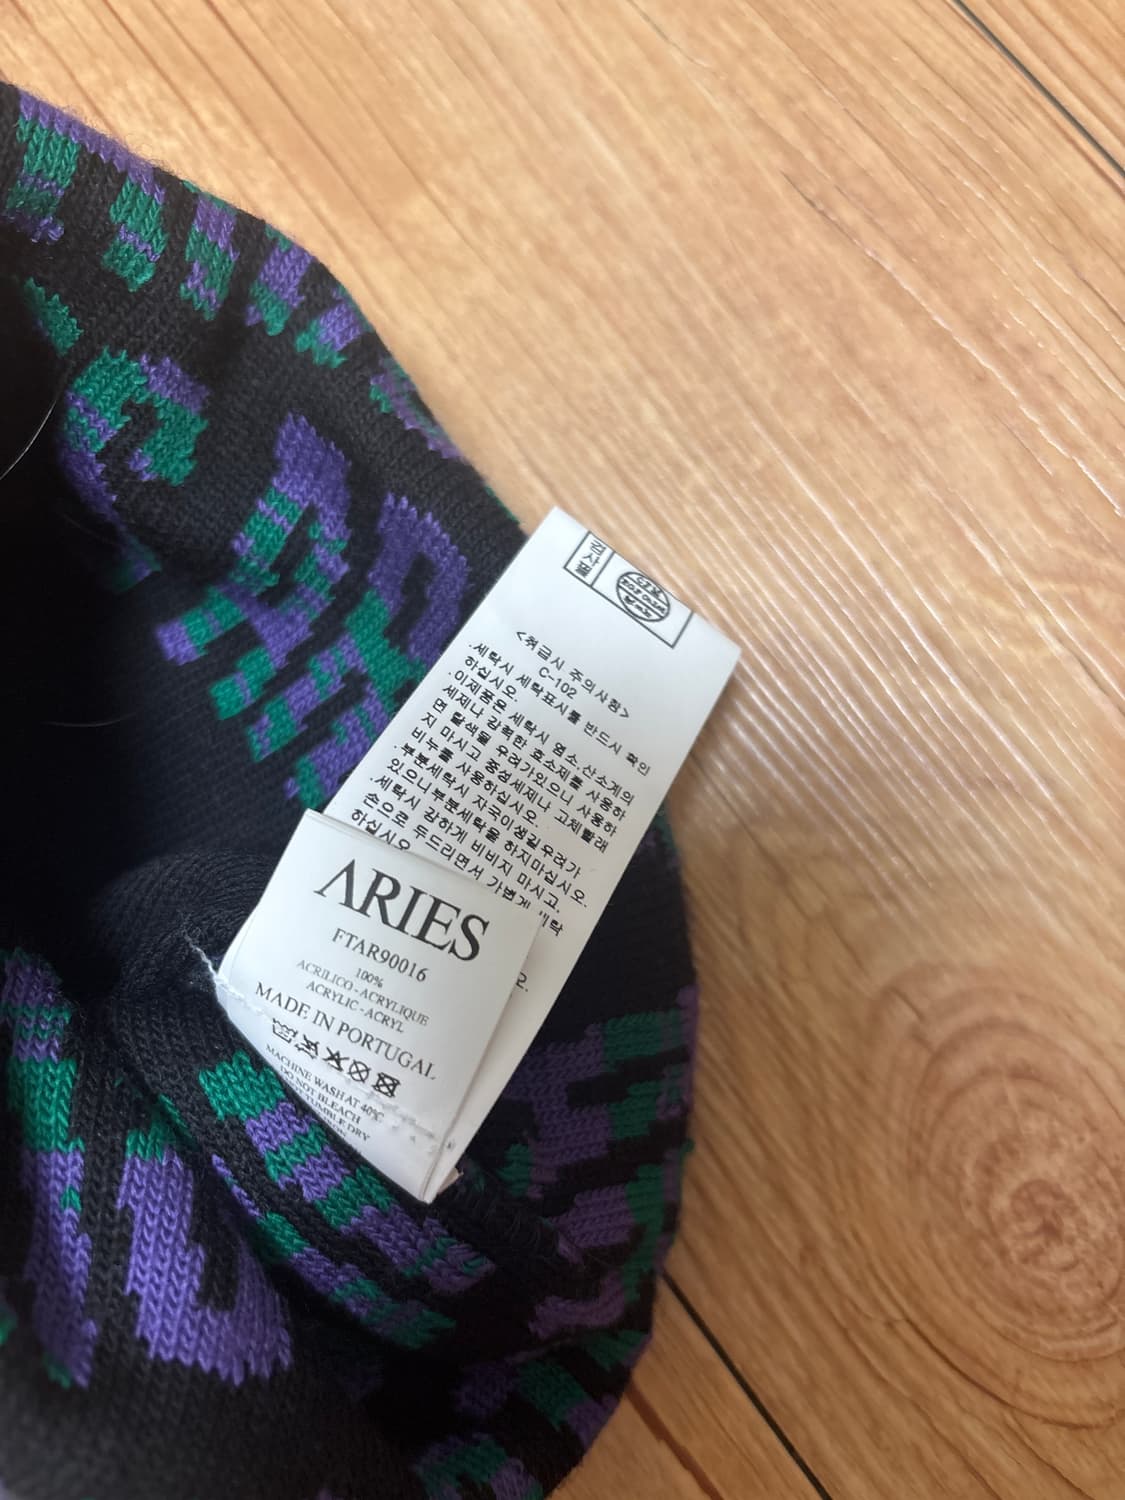 검사필
<취급시 주의사항>
C-102
.세탁시 세탁표시를 반드시 확인
하십시오.
.이제품은 세탁시 염소,산소계의
세제나 강력한 효소제를 사용하
면 탈색될 우려가있으니 사용하
지 마시고 중성세제나 고체빨래
비누를 사용하십시오.
.부분세탁시 자국이생길우려가
있으니부분세탁을 하지마십시오.
.세탁시 강하게 비비지 마시고,
손으로 두드리면서 가볍게 세탁
하십시오
오.
ARIES
FTAR90016
100%
ACRILICO-ACRYLIQUE
ACRYLIC-ACRYL
MADE IN PORTUGAL
MACHINE WASH AT 40°C
DO NOT BLEACH
TUMBLE DRY